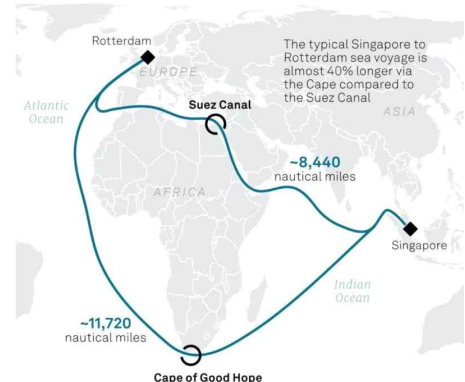 Rotterdam
EUROPE
The typical Singapore to
Rotterdam sea voyage is
almost 40% longer via
the Cape compared to
the Suez Canal
Atlantic
Ocean
Suez Canal
ASIA
~8,440
nautical miles
AFRICA
Singapore
Indian
Ocean
~11,720
nautical miles
Cape of Good Hope